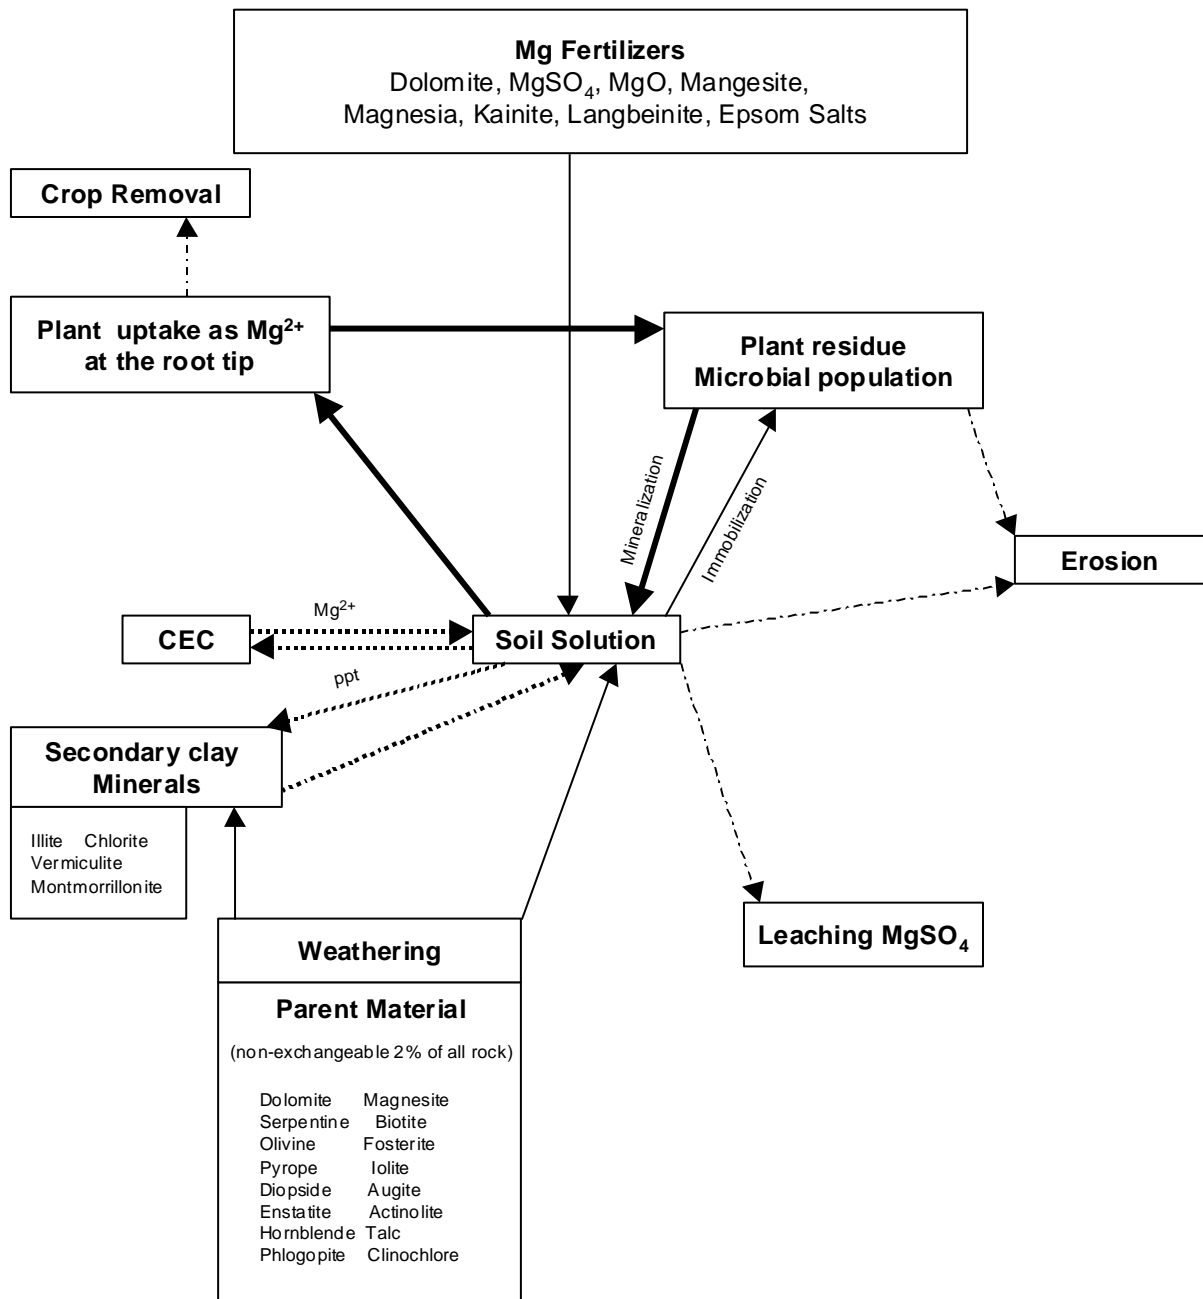 Mg Fertilizers
Dolomite, MgSO4, MgO, Mangesite,
Magnesia, Kainite, Langbeinite, Epsom Salts
Crop Removal
Plant uptake as Mg2+
at the root tip
Plant residue
Microbial population
Mineralization
Immobilization
Erosion
Mg2+
CEC
Soil Solution
ppt
Secondary clay
Minerals
Illite Chlorite
Vermiculite
Montmorrillonite
Leaching MgSO4
Weathering
Parent Material
(non-exchangeable 2% of all rock)
Dolomite Magnesite
Serpentine Biotite
Olivine Fosterite
Pyrope Iolite
Diopside Augite
Enstatite Actinolite
Hornblende Talc
Phlogopite Clinochlore